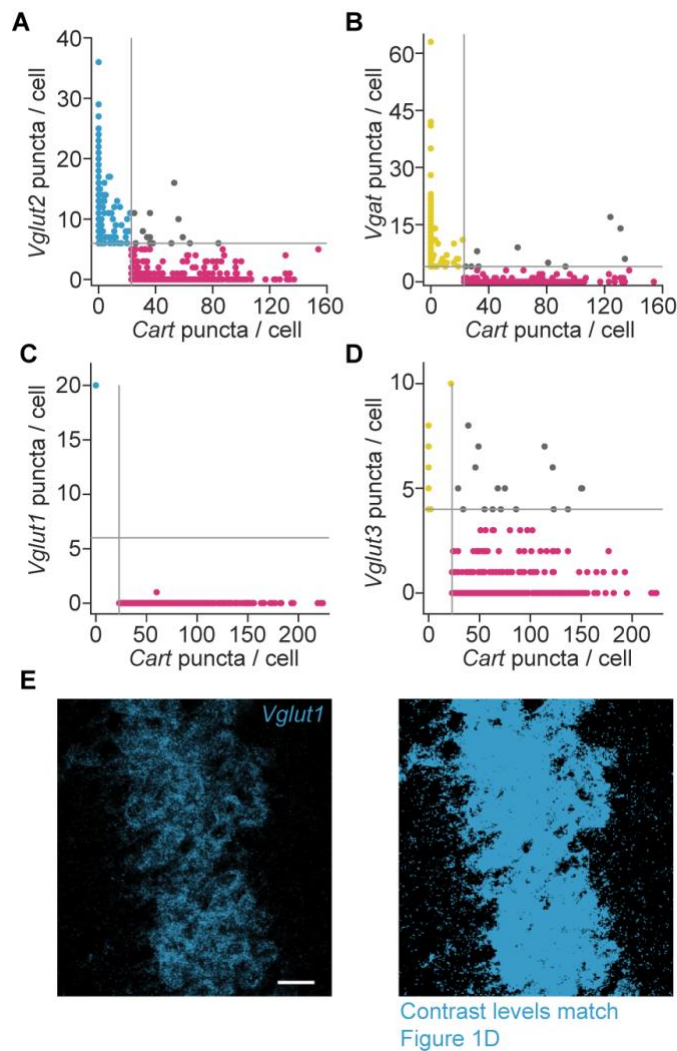 A
Vglut2 puncta / cell
40
30
20
10
0
0 40 80 120 160
Cart puncta / cell
B
Vgat puncta / cell
60
45
30
15
0
0 40 80 120 160
Cart puncta / cell
C
Vglut1 puncta / cell
20
15
10
5
0
0 50 100 150 200
Cart puncta / cell
D
Vglut3 puncta / cell
10
5
0
0 50 100 150 200
Cart puncta / cell
E
Vglut1
Contrast levels match
Figure 1D